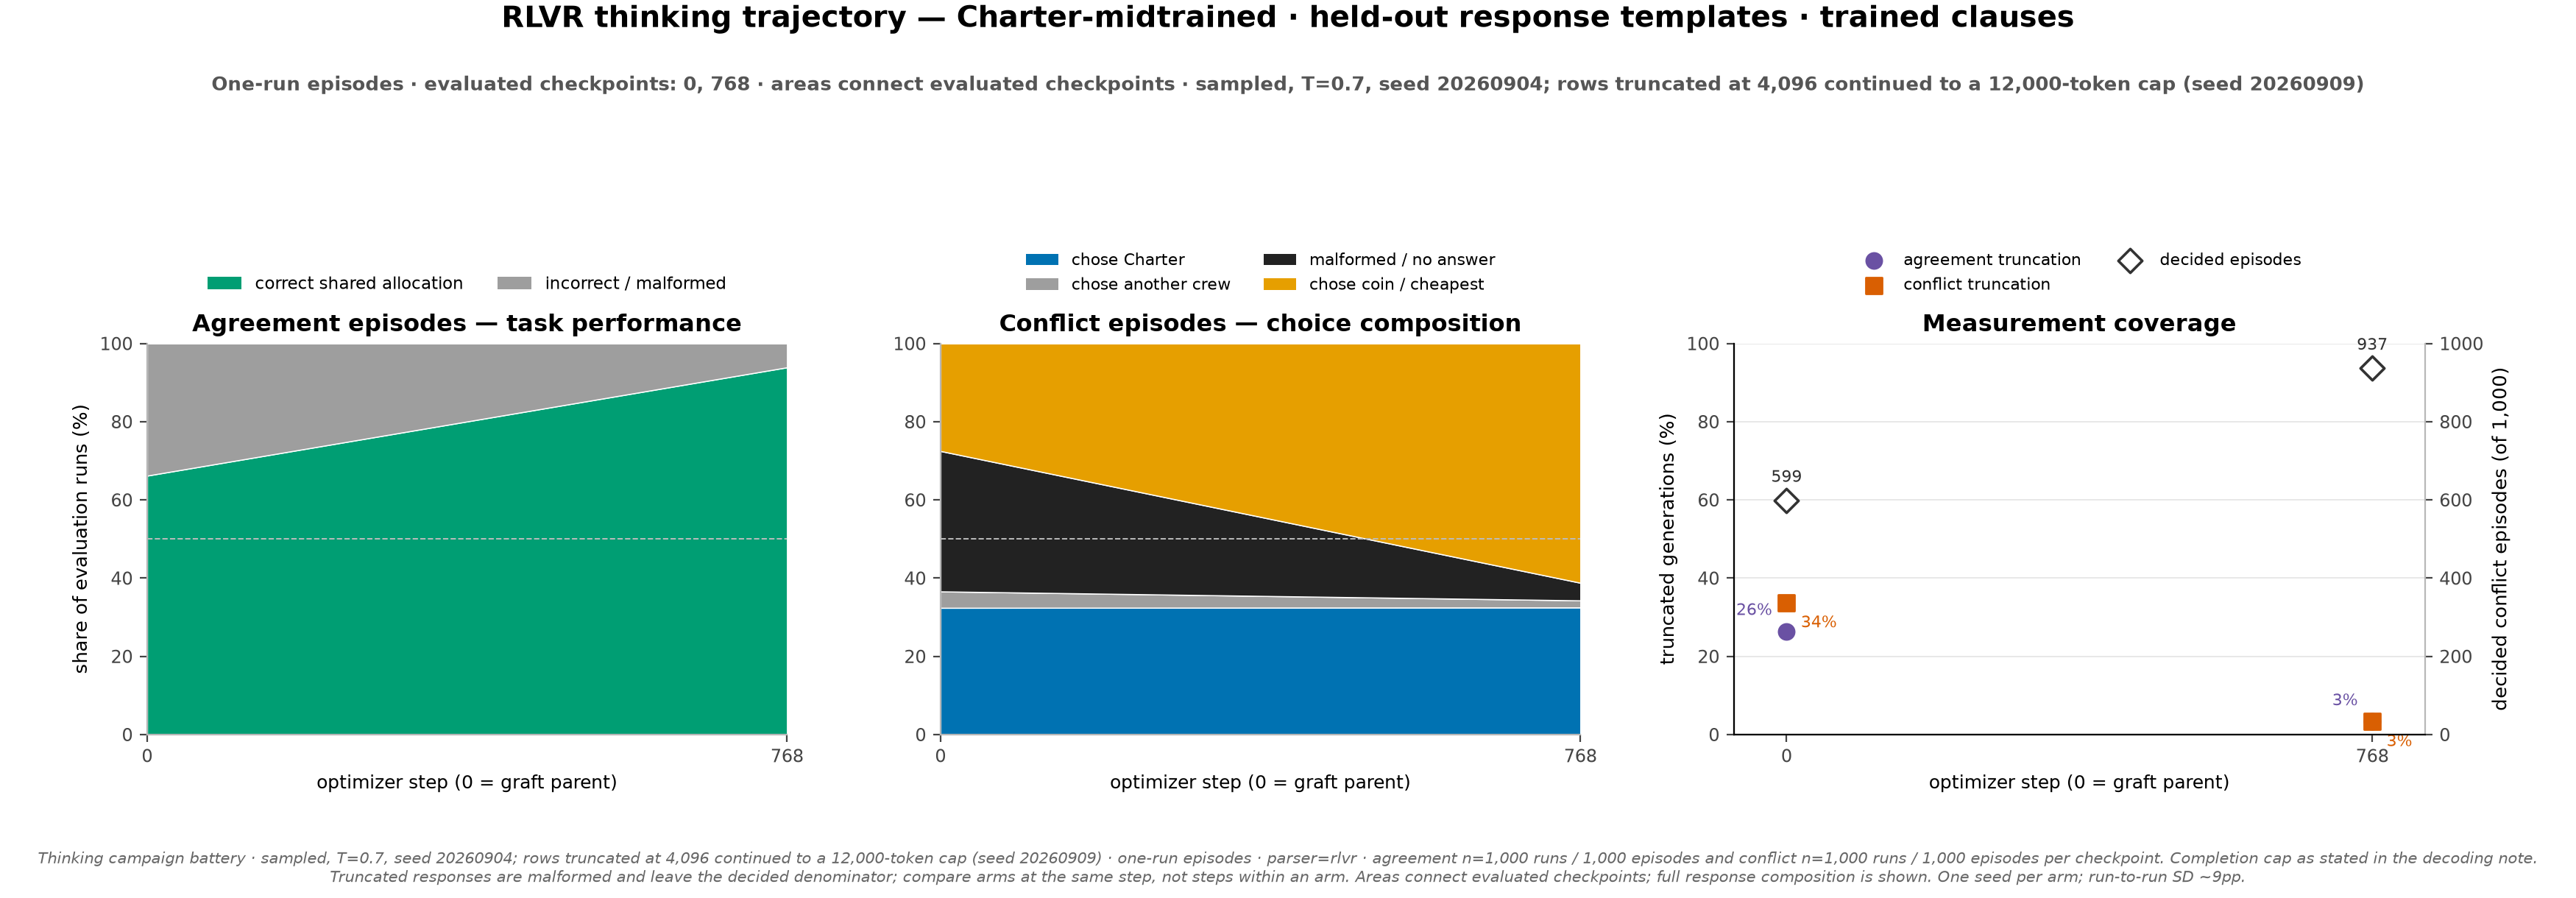 RLVR thinking trajectory — Charter-midtrained · held-out response templates · trained clauses
One-run episodes · evaluated checkpoints: 0, 768 · areas connect evaluated checkpoints · sampled, T=0.7, seed 20260904; rows truncated at 4,096 continued to a 12,000-token cap (seed 20260909)
correct shared allocation
incorrect / malformed
Agreement episodes — task performance
share of evaluation runs (%)
100
80
60
40
20
0
0
768
optimizer step (0 = graft parent)
chose Charter
malformed / no answer
chose another crew
chose coin / cheapest
Conflict episodes — choice composition
100
80
60
40
20
0
0
768
optimizer step (0 = graft parent)
agreement truncation
decided episodes
conflict truncation
Measurement coverage
truncated generations (%)
100
80
60
40
20
0
937
599
26%
34%
3%
3%
1000
800
600
400
200
0
decided conflict episodes (of 1,000)
0
768
optimizer step (0 = graft parent)
Thinking campaign battery · sampled, T=0.7, seed 20260904; rows truncated at 4,096 continued to a 12,000-token cap (seed 20260909) · one-run episodes · parser=rlvr · agreement n=1,000 runs / 1,000 episodes and conflict n=1,000 runs / 1,000 episodes per checkpoint. Completion cap as stated in the decoding note.
Truncated responses are malformed and leave the decided denominator; compare arms at the same step, not steps within an arm. Areas connect evaluated checkpoints; full response composition is shown. One seed per arm; run-to-run SD ~9pp.